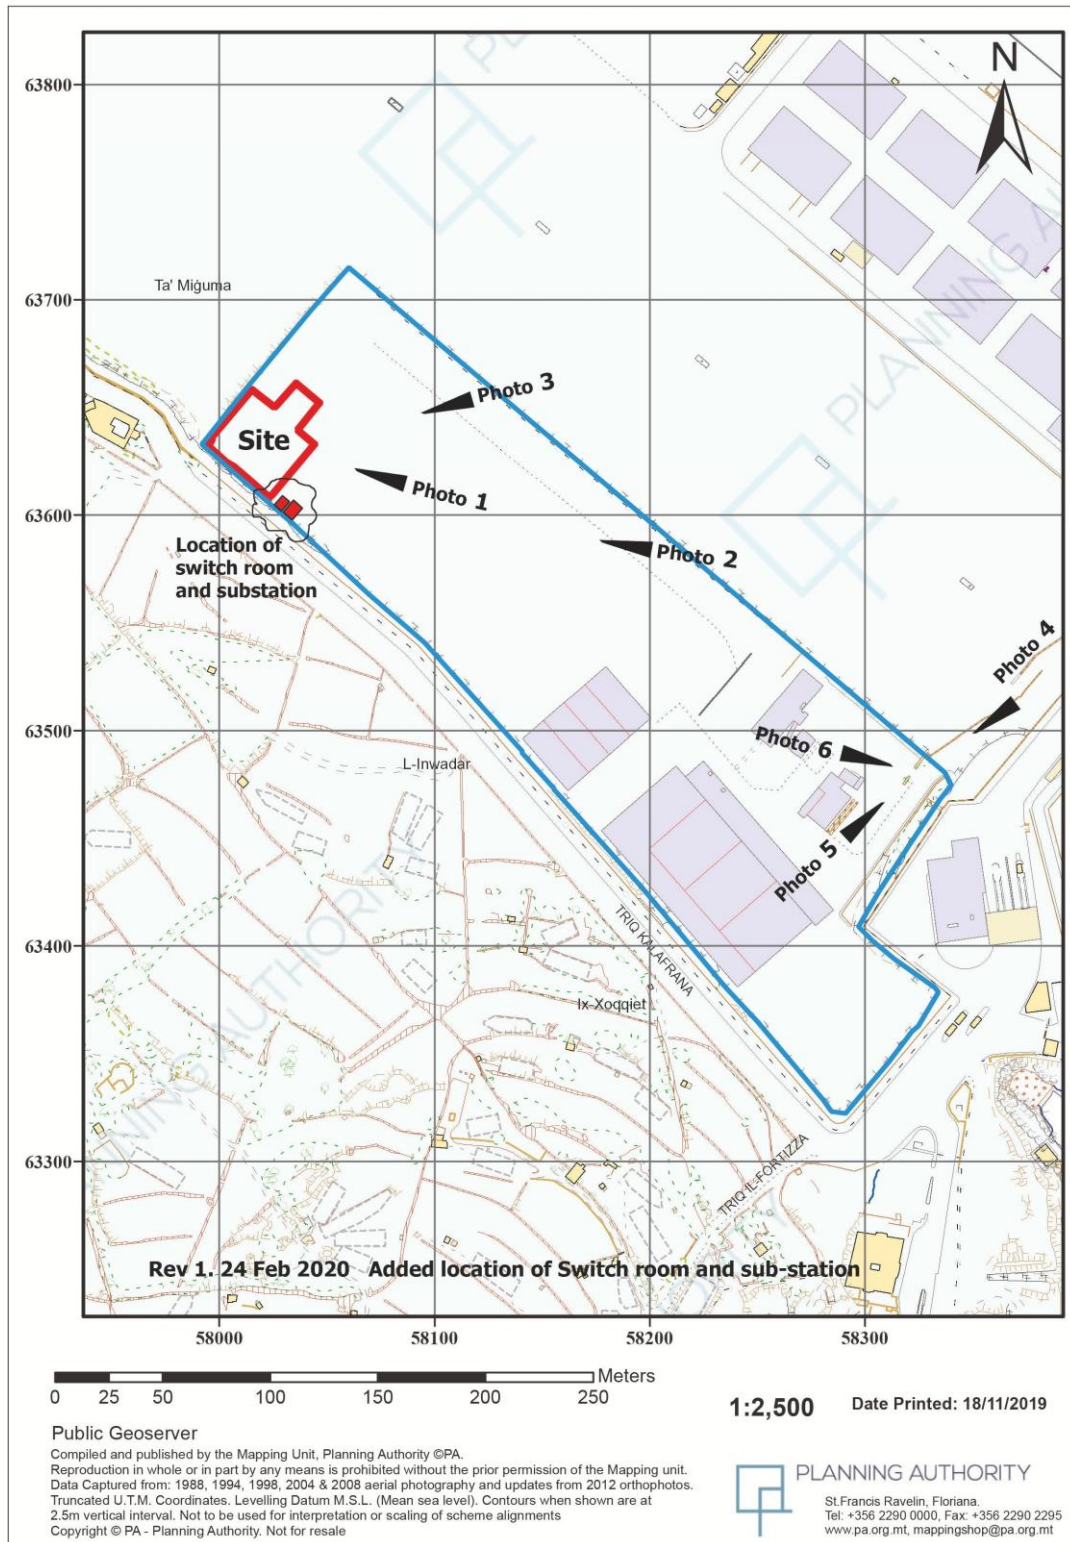 N
63800
63700
63600
63500
63400
63300
Ta' Miġuma
Photo 3
Site
Photo 1
Location of
switch room
and substation
Photo 2
Photo 4
Photo 6
Photo 5
L-Inwadar
TRIQ KALAFRANA
Ix-Xoqqiet
TRIQ IL-FORTIZZA
PLANNING AUTHORITY
PLANNING AUTHORITY
Rev 1. 24 Feb 2020 Added location of Switch room and sub-station
58000 58100 58200 58300
Meters
0 25 50 100 150 200 250
1:2,500
Date Printed: 18/11/2019
Public Geoserver
Compiled and published by the Mapping Unit, Planning Authority ©PA.
Reproduction in whole or in part by any means is prohibited without the prior permission of the Mapping unit.
Data Captured from: 1988, 1994, 1998, 2004 & 2008 aerial photography and updates from 2012 orthophotos.
Truncated U.T.M. Coordinates. Levelling Datum M.S.L. (Mean sea level). Contours when shown are at
2.5m vertical interval. Not to be used for interpretation or scaling of scheme alignments
Copyright © PA - Planning Authority. Not for resale
PLANNING AUTHORITY
St.Francis Ravelin, Floriana.
Tel: +356 2290 0000, Fax: +356 2290 2295
www.pa.org.mt, mappingshop@pa.org.mt